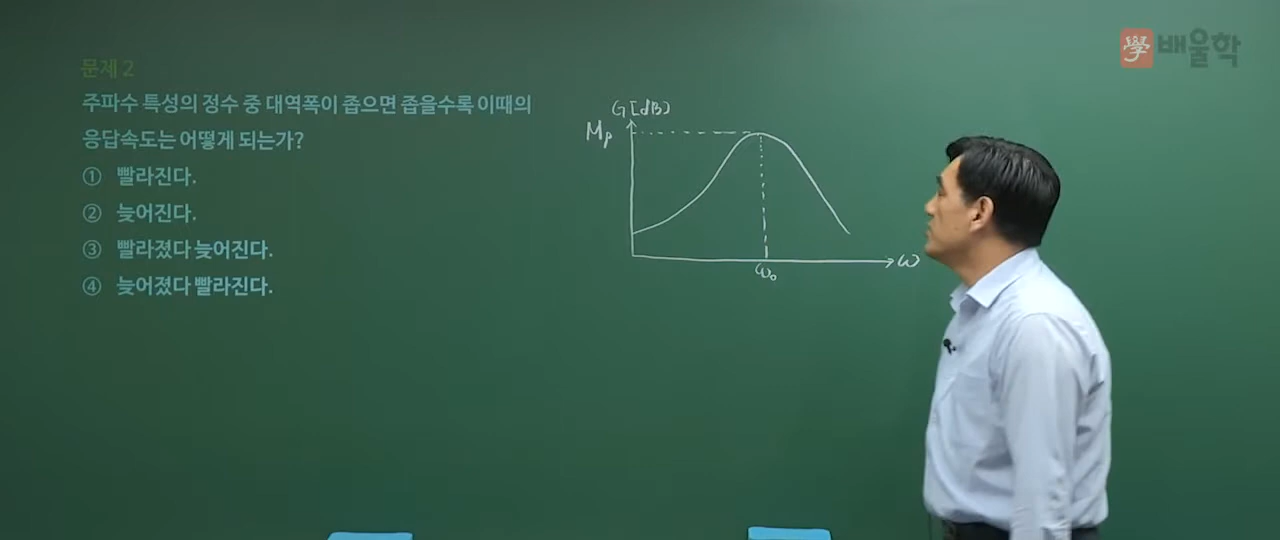 學 배울학
문제 2
주파수 특성의 정수 중 대역폭이 좁으면 좁을수록 이때의
응답속도는 어떻게 되는가?
① 빨라진다.
② 늦어진다.
③ 빨라졌다 늦어진다.
④ 늦어졌다 빨라진다.
G[dB]
Mp
ω
ω₀